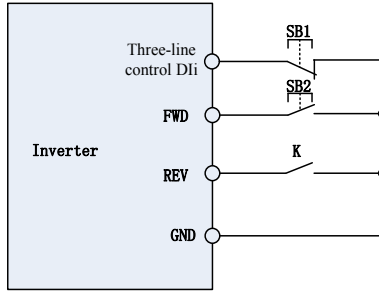 SB1
Three-line
control DIi
SB2
FWD
Inverter
K
REV
GND